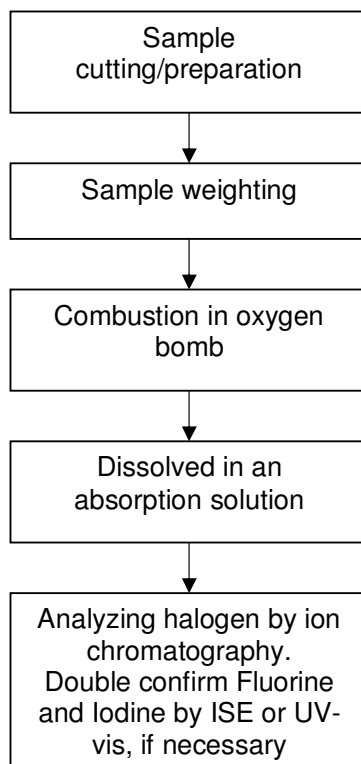 Sample
cutting/preparation
Sample weighting
Combustion in oxygen
bomb
Dissolved in an
absorption solution
Analyzing halogen by ion
chromatography.
Double confirm Fluorine
and Iodine by ISE or UV-
vis, if necessary